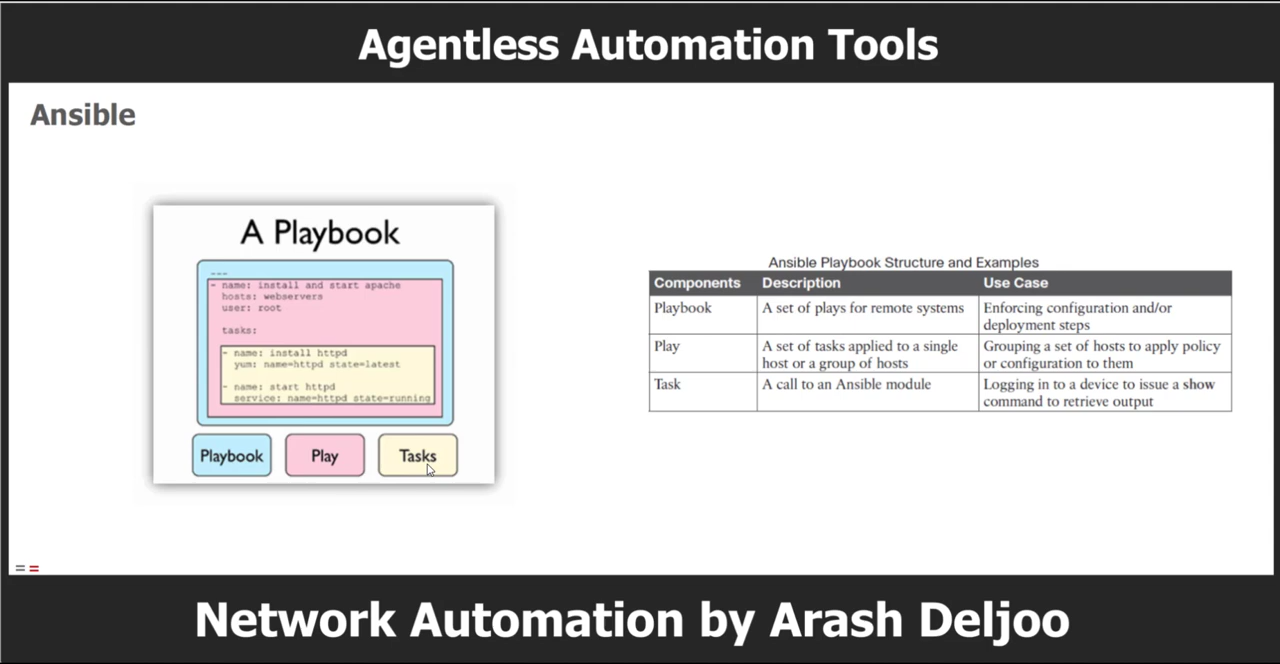 Agentless Automation Tools
Ansible
A Playbook
---
- name: install and start apache
hosts: webservers
user: root
tasks:
- name: install httpd
yum: name=httpd state=latest
- name: start httpd
service: name=httpd state=running
Playbook
Play
Tasks
Ansible Playbook Structure and Examples
Components Description Use Case
Playbook A set of plays for remote systems Enforcing configuration and/or
deployment steps
Play A set of tasks applied to a single Grouping a set of hosts to apply policy
host or a group of hosts or configuration to them
Task A call to an Ansible module Logging in to a device to issue a show
command to retrieve output
Network Automation by Arash Deljoo